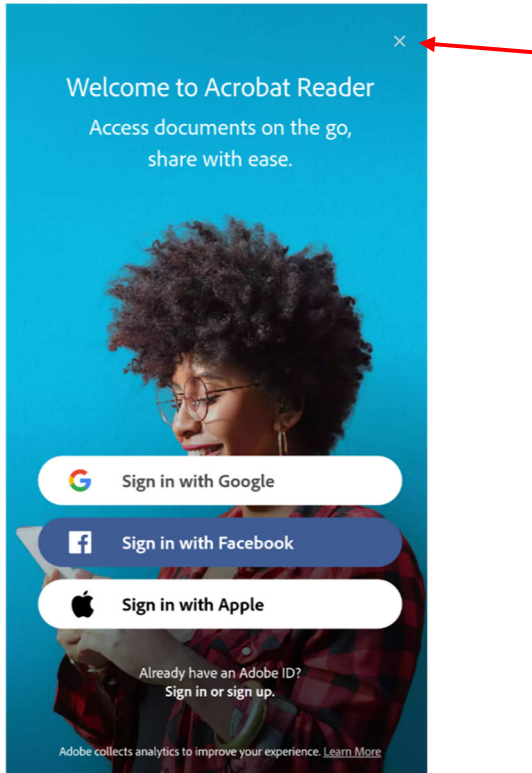 Welcome to Acrobat Reader
Access documents on the go,
share with ease.
Sign in with Google
Sign in with Facebook
Sign in with Apple
Already have an Adobe ID?
Sign in or sign up.
Adobe collects analytics to improve your experience. Learn More